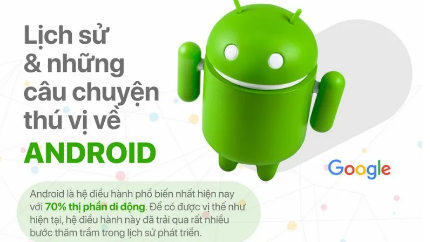 Lịch sử
& những
câu chuyện
thú vị về
ANDROID
Google
Android là hệ điều hành phổ biến nhất hiện nay
với 70% thị phần di động. Để có được vị thế như
hiện tại, hệ điều hành này đã trải qua rất nhiều
bước thăm trầm trong lịch sử phát triển.